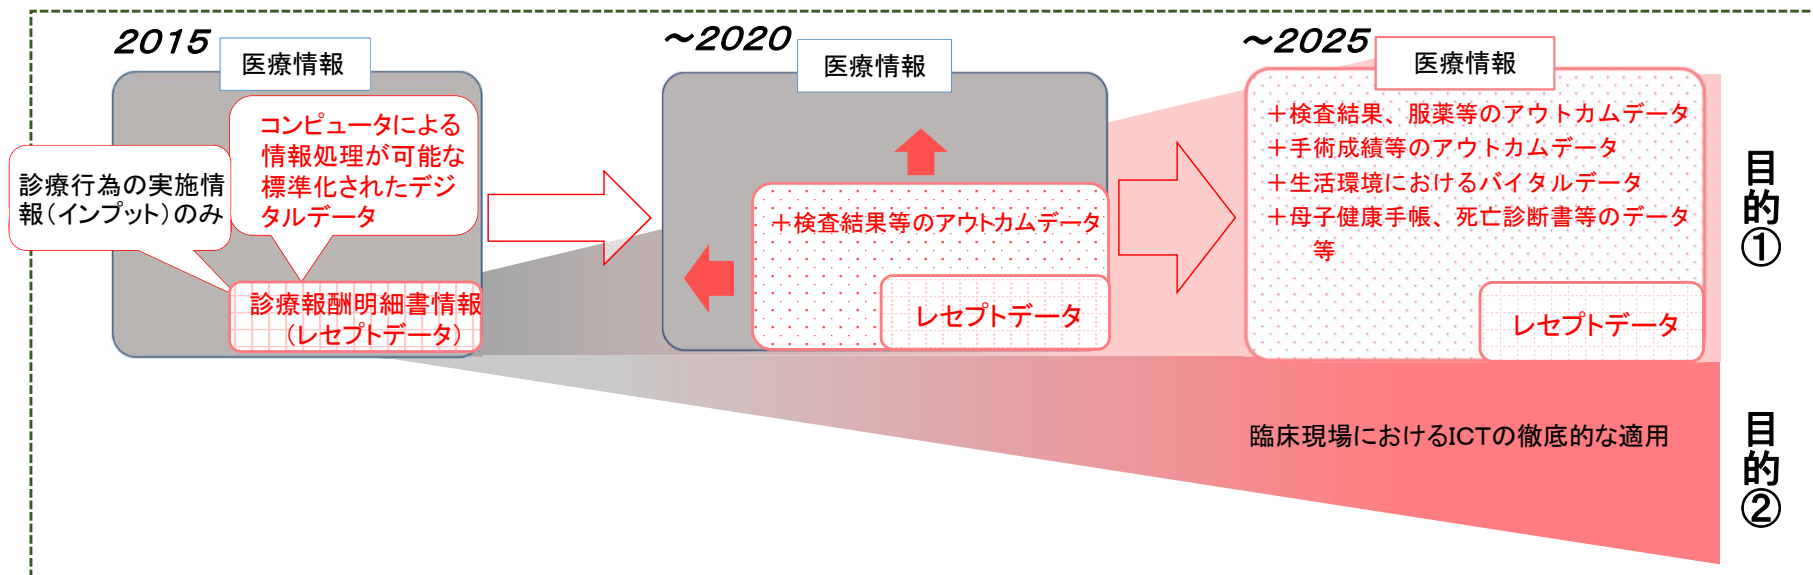 2015
医療情報
コンピュータによる
情報処理が可能な
標準化されたデジ
タルデータ
診療行為の実施情
報(インプット)のみ
診療報酬明細書情報
(レセプトデータ)
～2020
医療情報
＋検査結果等のアウトカムデータ
レセプトデータ
～2025
医療情報
＋検査結果、服薬等のアウトカムデータ
＋手術成績等のアウトカムデータ
＋生活環境におけるバイタルデータ
＋母子健康手帳、死亡診断書等のデータ
等
レセプトデータ
目的①
臨床現場におけるICTの徹底的な適用
目的②